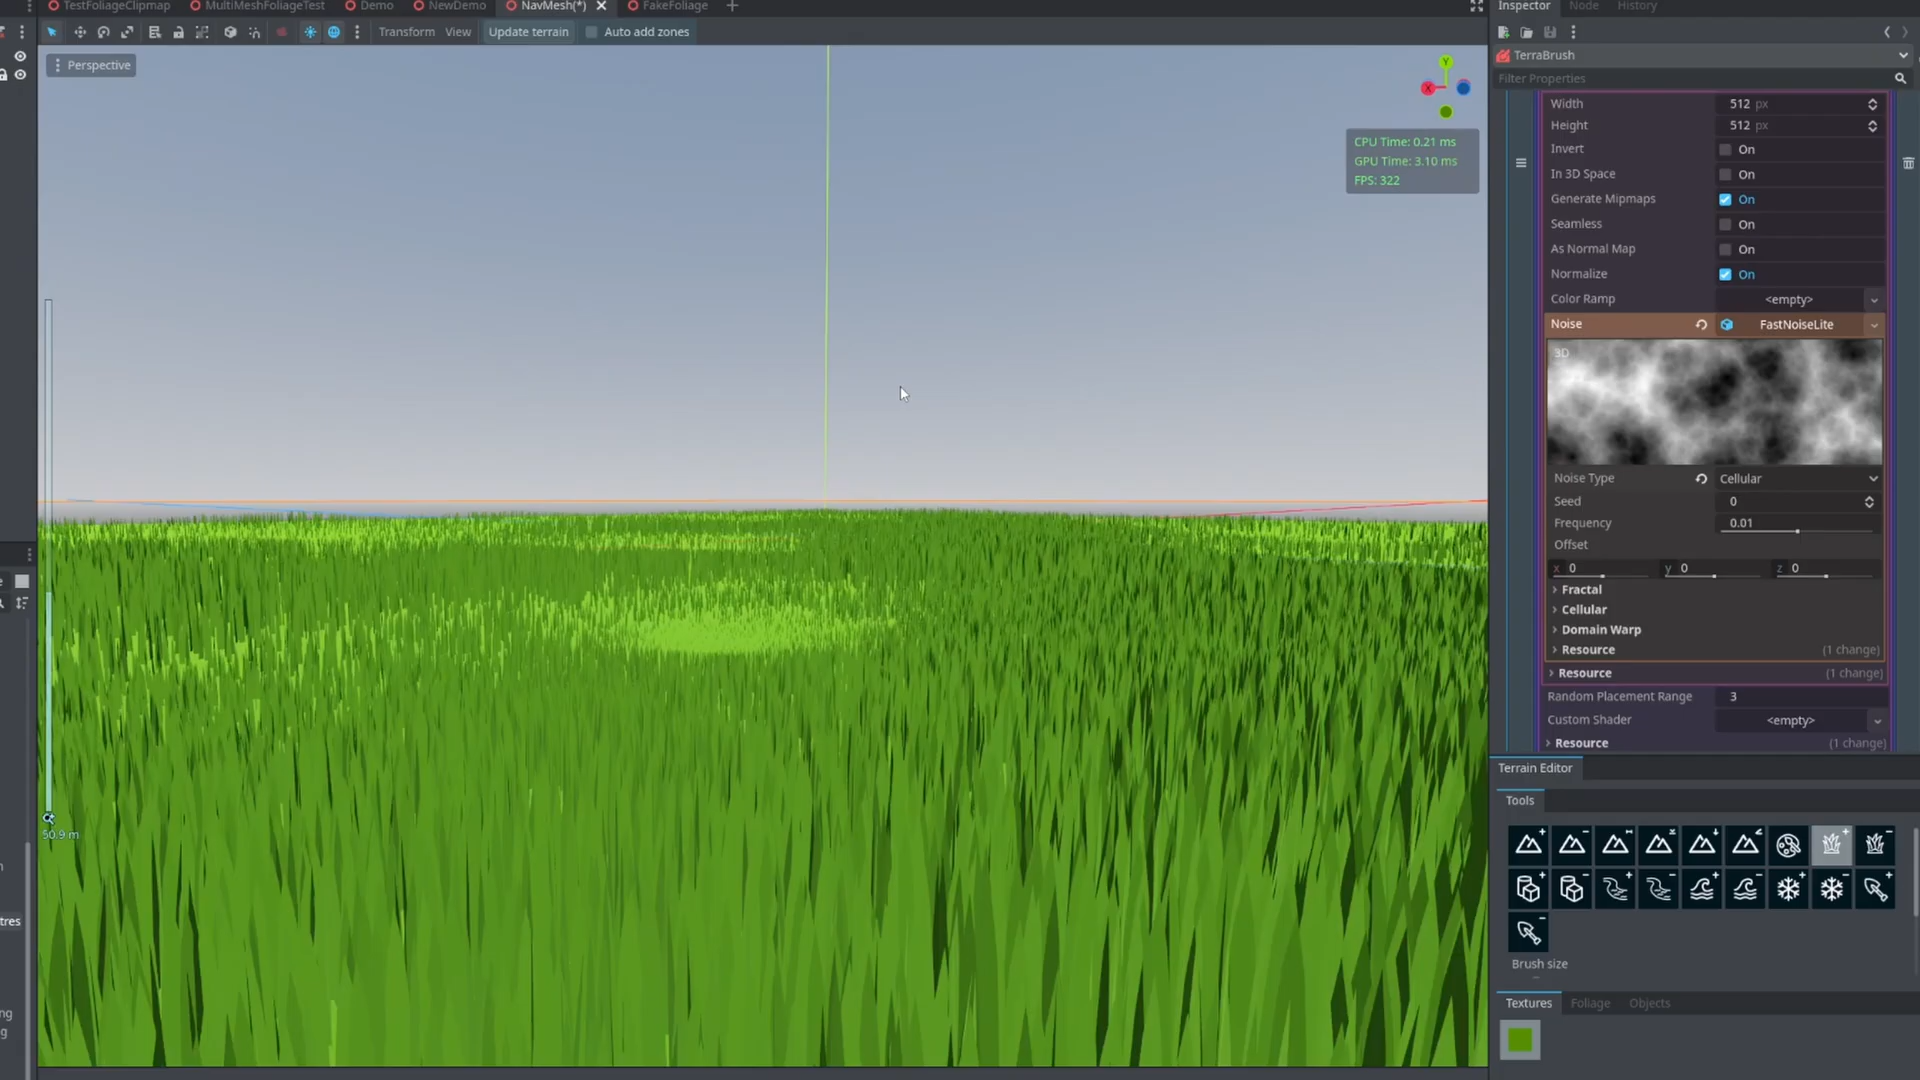 TestFoliageClipmap
MultiMeshFoliageTest
Demo
NewDemo
NavMesh(*)
FakeFoliage
Transform
View
Update terrain
Auto add zones
Perspective
Y
X
CPU Time: 0.21 ms
GPU Time: 3.10 ms
FPS: 322
50.9 m
tres
Inspector
Node
History
TerraBrush
Filter Properties
Width 512 px
Height 512 px
Invert On
In 3D Space On
Generate Mipmaps On
Seamless On
As Normal Map On
Normalize On
Color Ramp <empty>
Noise FastNoiseLite
3D
Noise Type Cellular
Seed 0
Frequency 0.01
Offset
x 0 y 0 z 0
Fractal
Cellular
Domain Warp
Resource (1 change)
Resource (1 change)
Random Placement Range 3
Custom Shader <empty>
Resource (1 change)
Terrain Editor
Tools
Brush size
Textures
Foliage
Objects